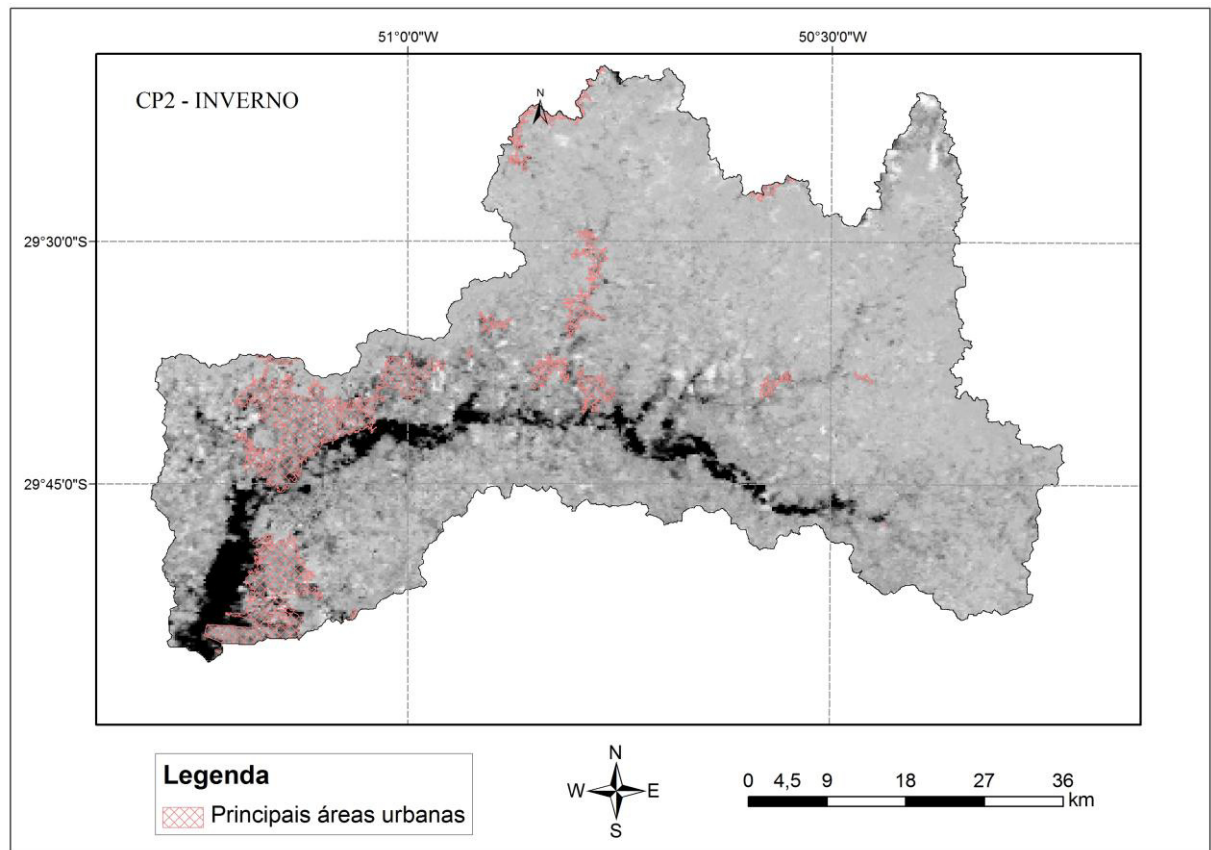 51°0'0"W 50°30'0"W
CP2 - INVERNO
N
29°30'0"S
29°45'0"S
Legenda
Principais áreas urbanas
N
W E
S
0 4,5 9 18 27 36
km